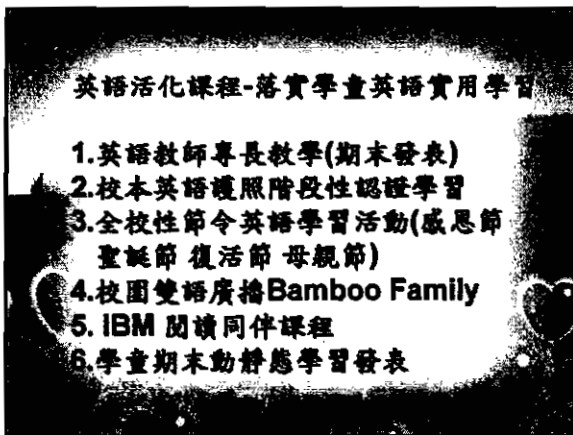 英語活化課程-落實學童英語實用學習
1.英語教師專長教學(期末發表)
2.校本英語護照階段性認證學習
3.全校性節令英語學習活動(感恩節
聖誕節 復活節 母親節)
4.校園雙語廣播Bamboo Family
5. IBM 閱讀同伴課程
6.學童期末動靜態學習發表